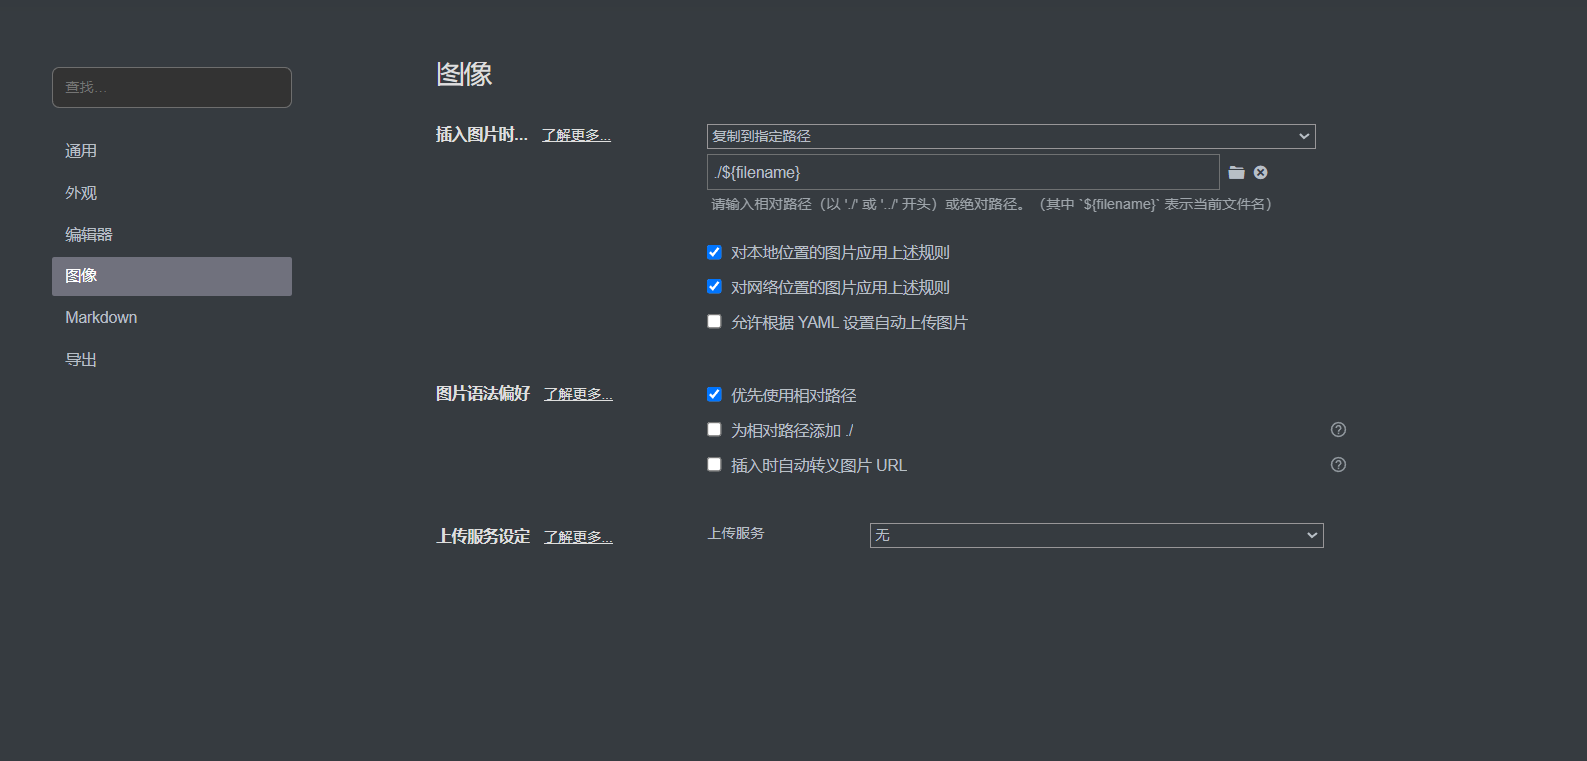 查找...
通用
外观
编辑器
图像
Markdown
导出
图像
插入图片时... 了解更多...
复制到指定路径
./${filename}
请输入相对路径（以 './' 或 '../' 开头）或绝对路径。（其中 `${filename}` 表示当前文件名）
对本地位置的图片应用上述规则
对网络位置的图片应用上述规则
允许根据 YAML 设置自动上传图片
图片语法偏好 了解更多...
优先使用相对路径
为相对路径添加 ./
插入时自动转义图片 URL
上传服务设定 了解更多...
上传服务 无